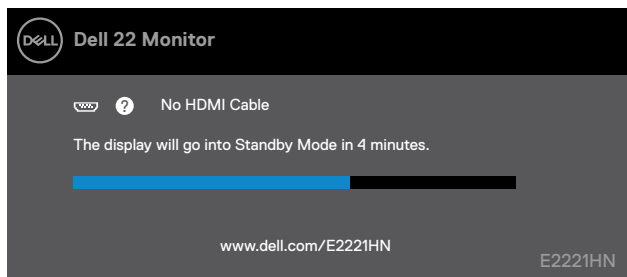 DELL
Dell 22 Monitor
? No HDMI Cable
The display will go into Standby Mode in 4 minutes.
www.dell.com/E2221HN
E2221HN